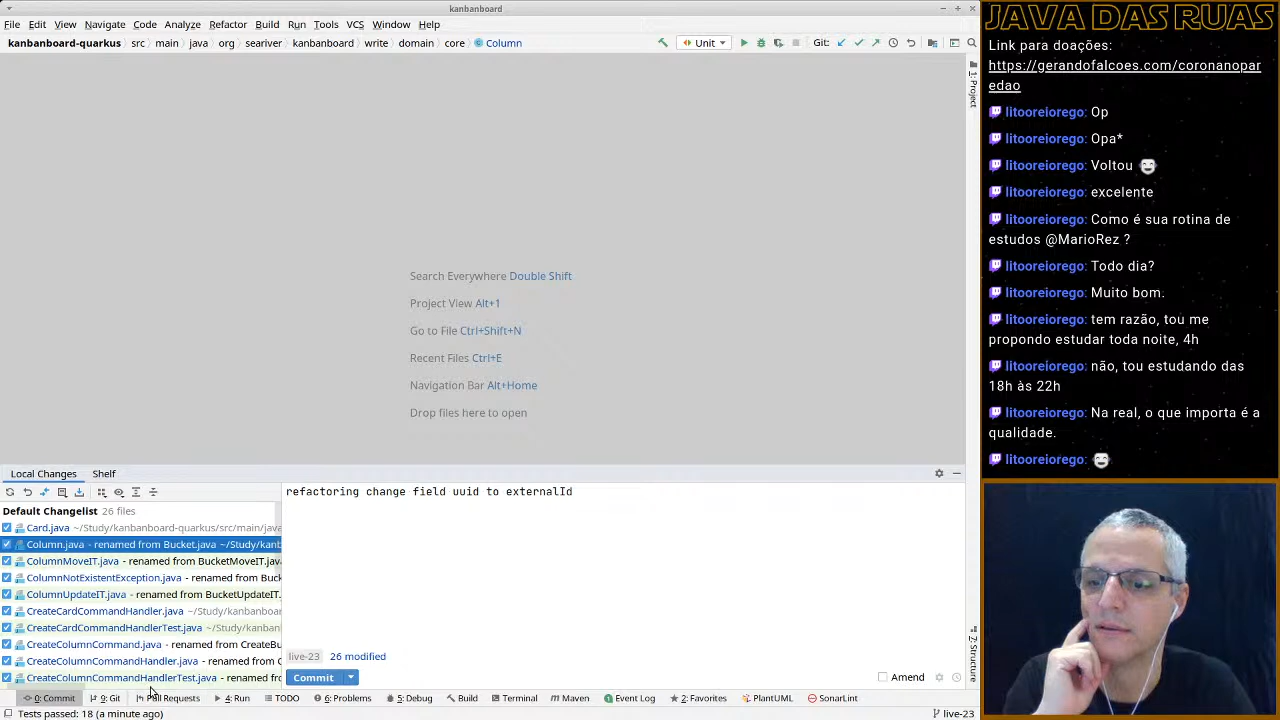 kanbanboard
File Edit View Navigate Code Analyze Refactor Build Run Tools VCS Window Help
kanbanboard-quarkus src main java org seariver kanbanboard write domain core Column
Unit
Git:
1: Project
Search Everywhere Double Shift
Project View Alt+1
Go to File Ctrl+Shift+N
Recent Files Ctrl+E
Navigation Bar Alt+Home
Drop files here to open
Local Changes Shelf
Default Changelist 26 files
Card.java ~/Study/kanbanboard-quarkus/src/main/java
Column.java - renamed from Bucket.java ~/Study/kanb
ColumnMoveIT.java - renamed from BucketMoveIT.java
ColumnNotExistentException.java - renamed from Buck
ColumnUpdateIT.java - renamed from BucketUpdateIT.
CreateCardCommandHandler.java ~/Study/kanbanboar
CreateCardCommandHandlerTest.java ~/Study/kanban
CreateColumnCommand.java - renamed from CreateBu
CreateColumnCommandHandler.java - renamed from C
CreateColumnCommandHandlerTest.java - renamed fr
refactoring change field uuid to externalId
live-23 26 modified
Commit
Amend
7: Structure
0: Commit 9: Git Pull Requests 4: Run TODO 6: Problems 5: Debug Build Terminal Maven Event Log 2: Favorites PlantUML SonarLint
Tests passed: 18 (a minute ago)
live-23
JAVA DAS RUAS
Link para doações:
https://gerandofalcoes.com/coronanopar
edao
litooreiorego: Op
litooreiorego: Opa*
litooreiorego: Voltou
litooreiorego: excelente
litooreiorego: Como é sua rotina de
estudos @MarioRez ?
litooreiorego: Todo dia?
litooreiorego: Muito bom.
litooreiorego: tem razão, tou me
propondo estudar toda noite, 4h
litooreiorego: não, tou estudando das
18h às 22h
litooreiorego: Na real, o que importa é a
qualidade.
litooreiorego: